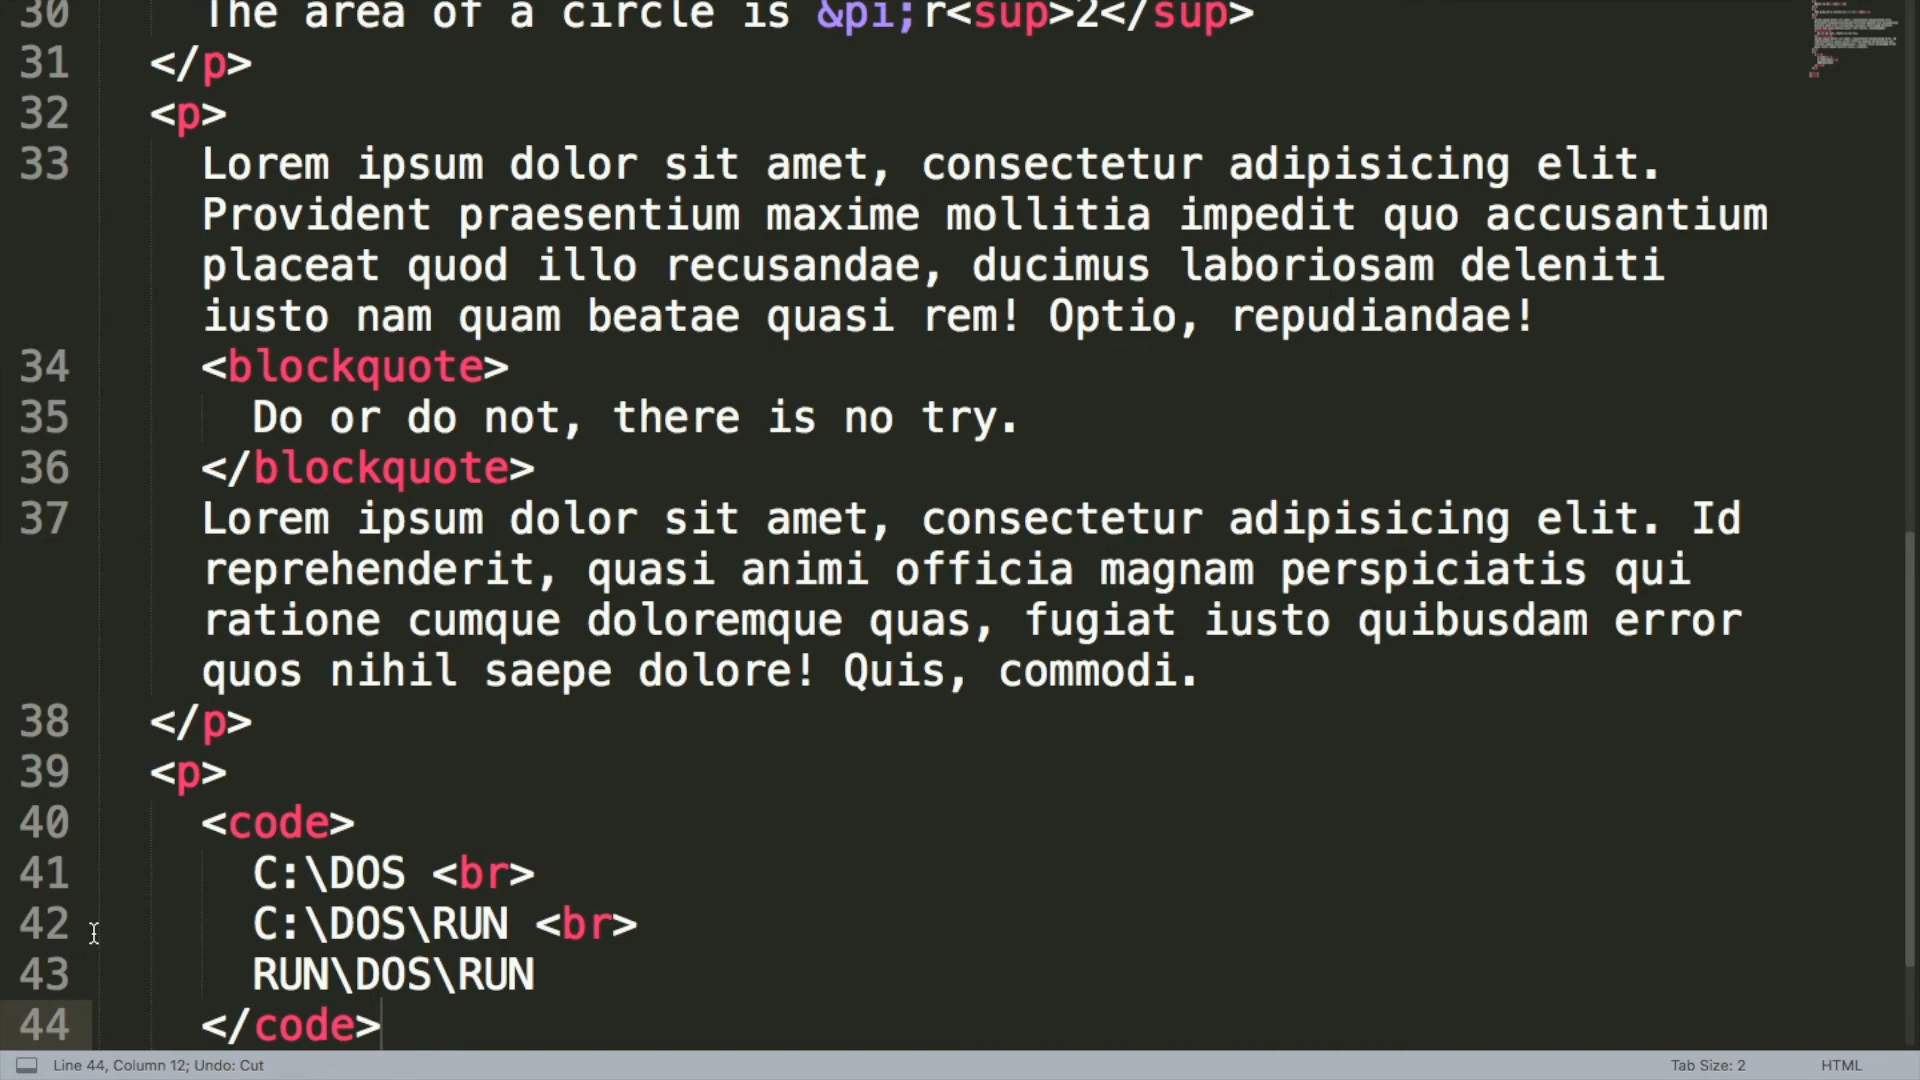 30 The area of a circle is &pi;r<sup>2</sup>
31 </p>
32 <p>
33 Lorem ipsum dolor sit amet, consectetur adipisicing elit.
Provident praesentium maxime mollitia impedit quo accusantium
placeat quod illo recusandae, ducimus laboriosam deleniti
iusto nam quam beatae quasi rem! Optio, repudiandae!
34 <blockquote>
35 Do or do not, there is no try.
36 </blockquote>
37 Lorem ipsum dolor sit amet, consectetur adipisicing elit. Id
reprehenderit, quasi animi officia magnam perspiciatis qui
ratione cumque doloremque quas, fugiat iusto quibusdam error
quos nihil saepe dolore! Quis, commodi.
38 </p>
39 <p>
40 <code>
41 C:\DOS <br>
42 C:\DOS\RUN <br>
43 RUN\DOS\RUN
44 </code>
Line 44, Column 12; Undo: Cut Tab Size: 2 HTML